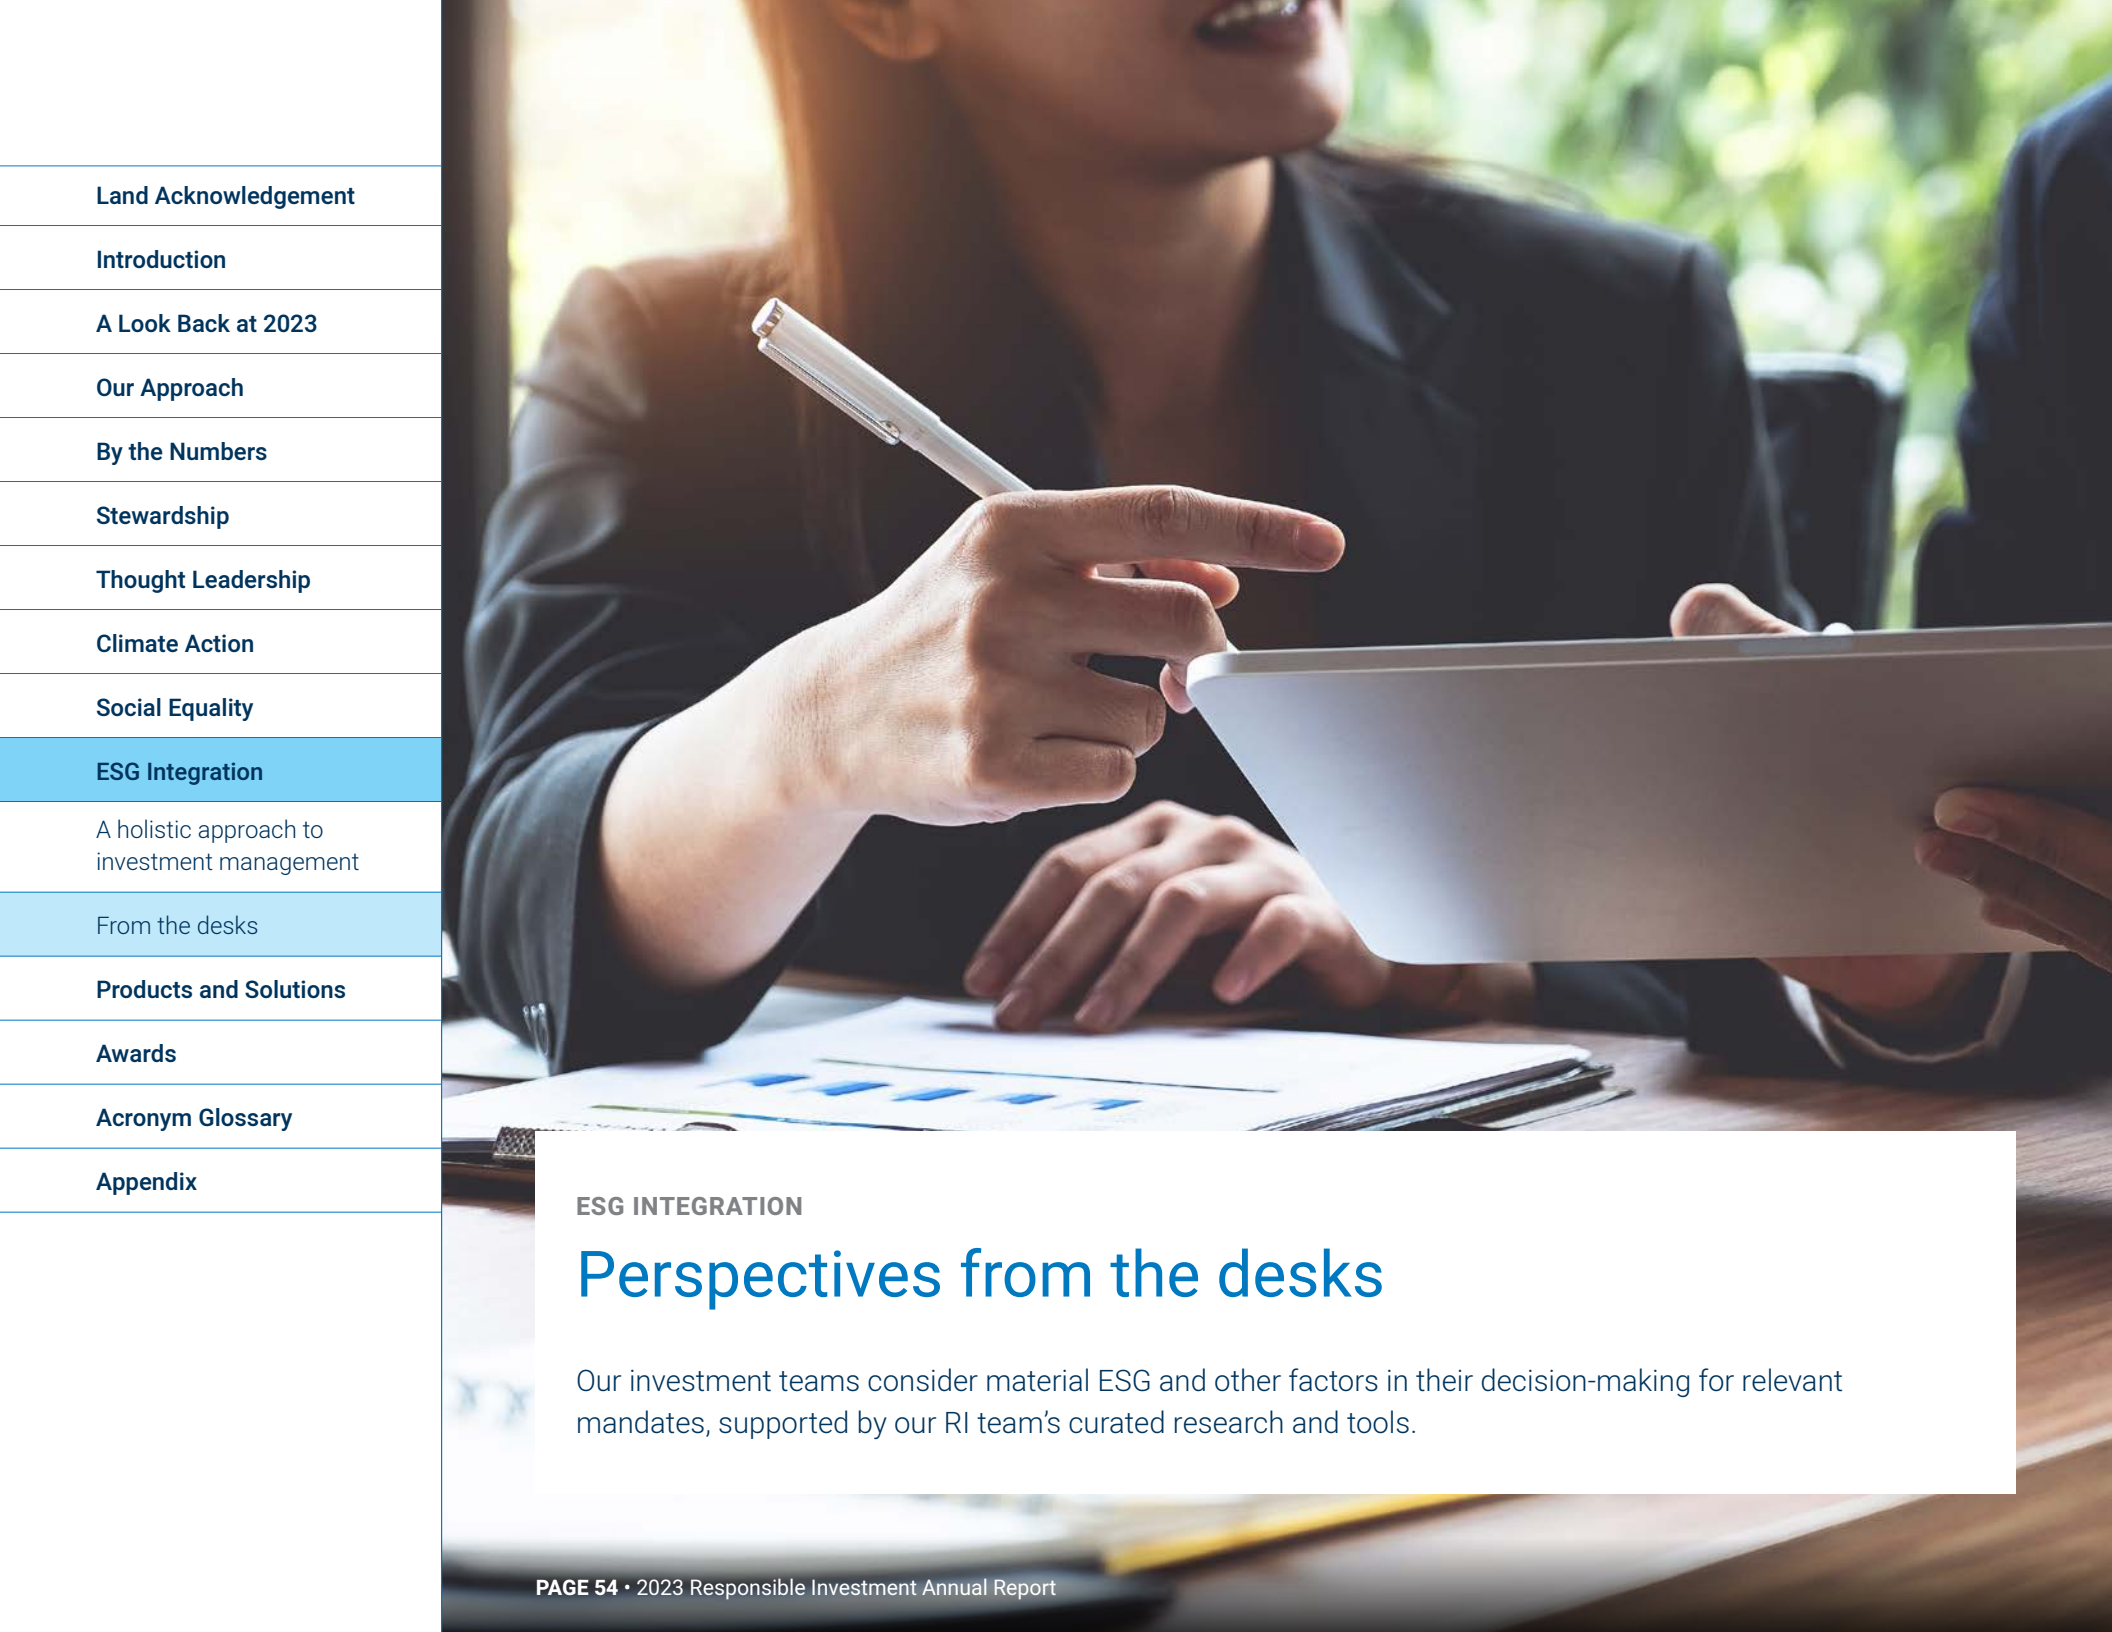 Land Acknowledgement
Introduction
A Look Back at 2023
Our Approach
By the Numbers
Stewardship
Thought Leadership
Climate Action
Social Equality
ESG Integration
A holistic approach to
investment management
From the desks
Products and Solutions
Awards
Acronym Glossary
Appendix
ESG INTEGRATION
Perspectives from the desks
Our investment teams consider material ESG and other factors in their decision-making for relevant
mandates, supported by our RI team’s curated research and tools.
PAGE 54 • 2023 Responsible Investment Annual Report